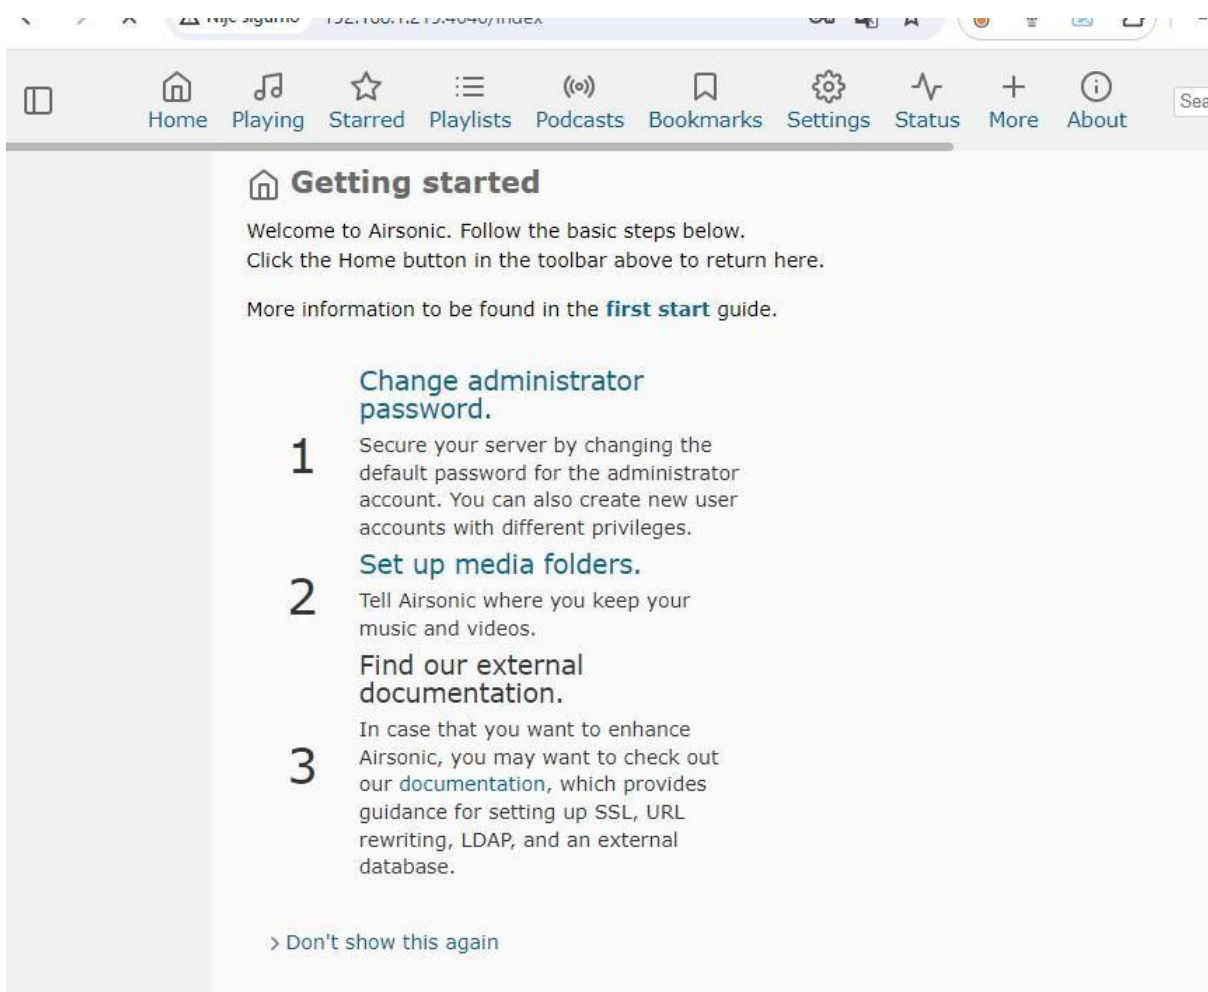 Nije sigurno
Home Playing Starred Playlists Podcasts Bookmarks Settings Status More About
Getting started
Welcome to Airsonic. Follow the basic steps below.
Click the Home button in the toolbar above to return here.
More information to be found in the first start guide.
Change administrator
password.
1
Secure your server by changing the
default password for the administrator
account. You can also create new user
accounts with different privileges.
Set up media folders.
2
Tell Airsonic where you keep your
music and videos.
Find our external
documentation.
3
In case that you want to enhance
Airsonic, you may want to check out
our documentation, which provides
guidance for setting up SSL, URL
rewriting, LDAP, and an external
database.
Don't show this again